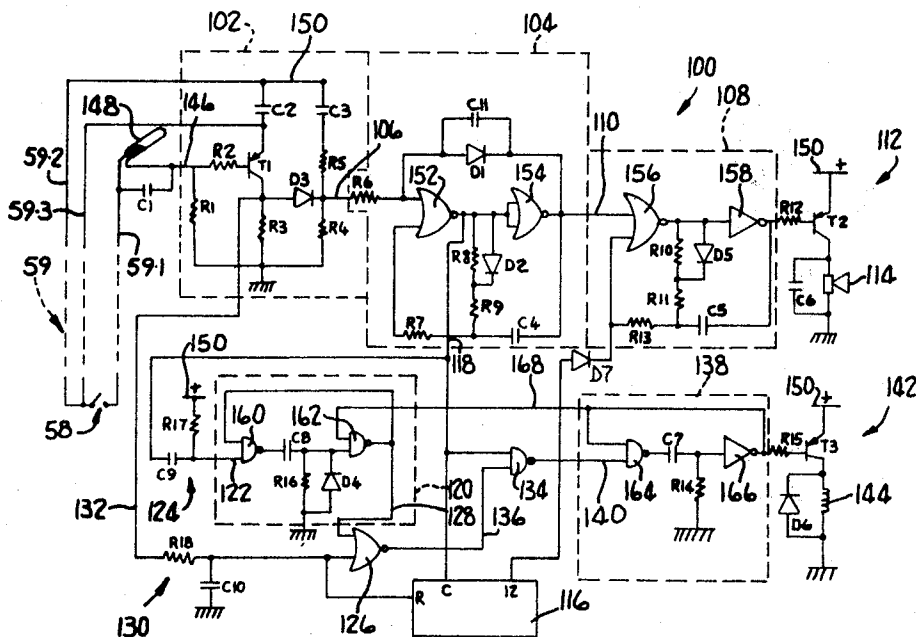 102
150
104
100
108
148
146
C2
C3
C11
110
150
+
112
59.2
R2
T1
R5
106
D1
152
154
156
158
59.3
C1
D3
R6
R12
T2
R1
R3
R4
59.1
R8
D2
R10
D5
114
59
R9
R11
C6
R7
C4
R13
C5
118
D7
138
150
+
168
150
+
142
58
R17
160
162
C8
C7
R15
T3
C9
122
R16
D4
120
134
164
R14
166
144
124
132
128
136
140
D6
R18
130
C10
126
R
C
12
116